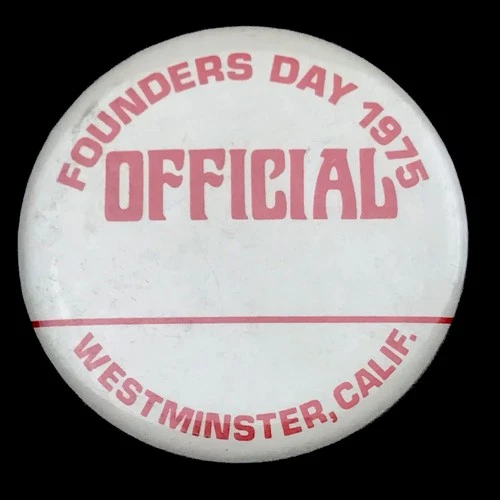 FOUNDERS DAY 1975
OFFICIAL
WESTMINSTER, CALIF.